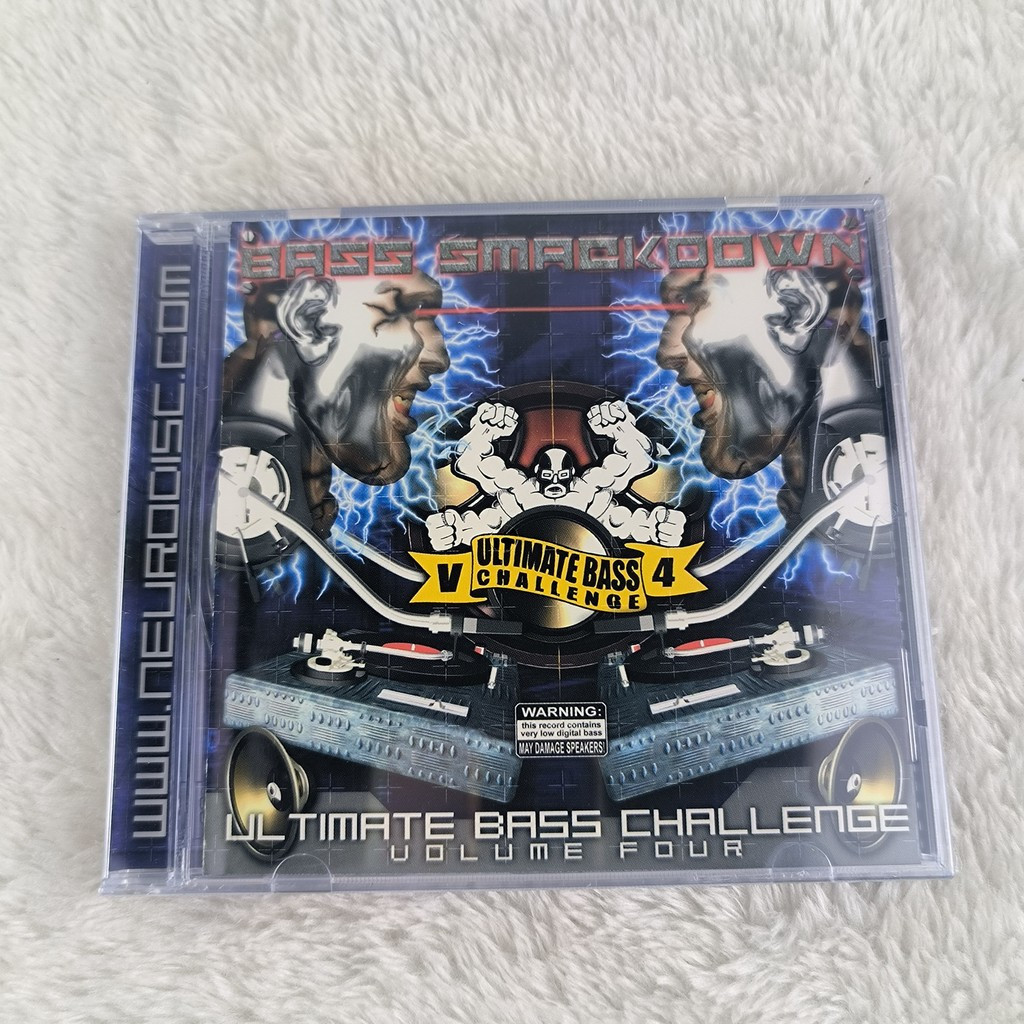 WWW.NEURODISC.COM
BASS SMACKDOWN
V ULTIMATE BASS 4
CHALLENGE
WARNING:
this record contains
very low digital bass
MAY DAMAGE SPEAKERS!
ULTIMATE BASS CHALLENGE
VOLUME FOUR